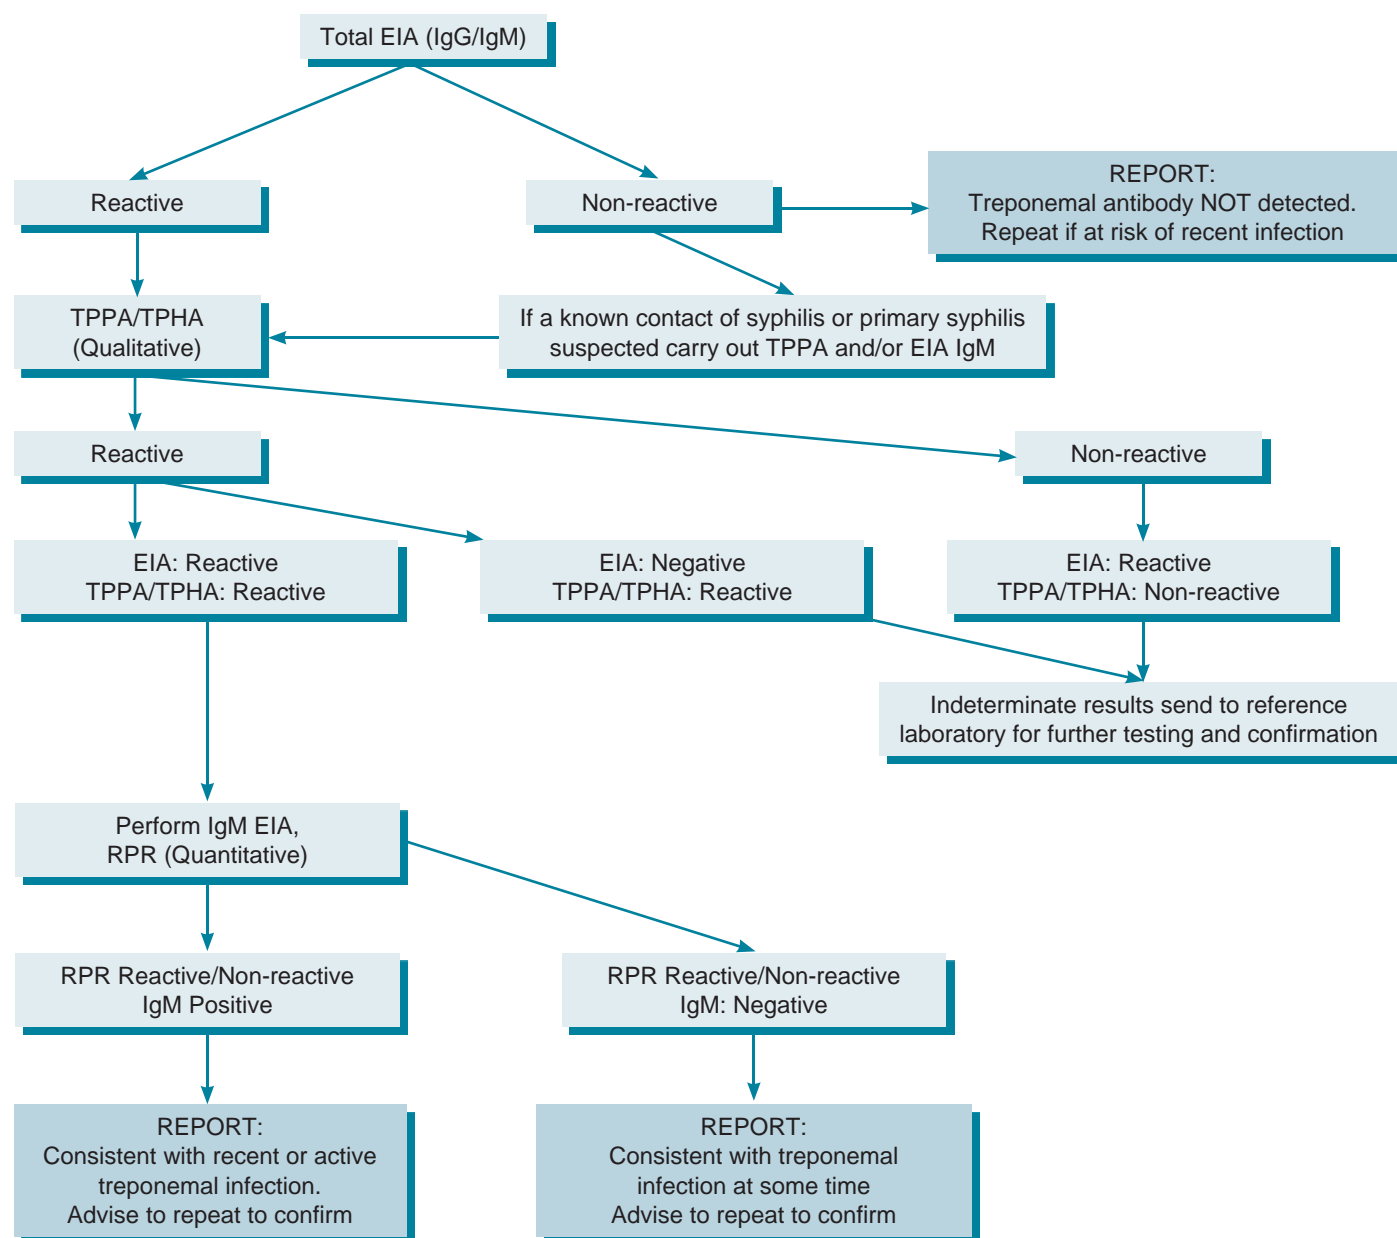 Total EIA (IgG/IgM)
Reactive
Non-reactive
REPORT:
Treponemal antibody NOT detected.
Repeat if at risk of recent infection
TPPA/TPHA
(Qualitative)
If a known contact of syphilis or primary syphilis
suspected carry out TPPA and/or EIA IgM
Reactive
Non-reactive
EIA: Reactive
TPPA/TPHA: Reactive
EIA: Negative
TPPA/TPHA: Reactive
EIA: Reactive
TPPA/TPHA: Non-reactive
Indeterminate results send to reference
laboratory for further testing and confirmation
Perform IgM EIA,
RPR (Quantitative)
RPR Reactive/Non-reactive
IgM Positive
RPR Reactive/Non-reactive
IgM: Negative
REPORT:
Consistent with recent or active
treponemal infection.
Advise to repeat to confirm
REPORT:
Consistent with treponemal
infection at some time
Advise to repeat to confirm